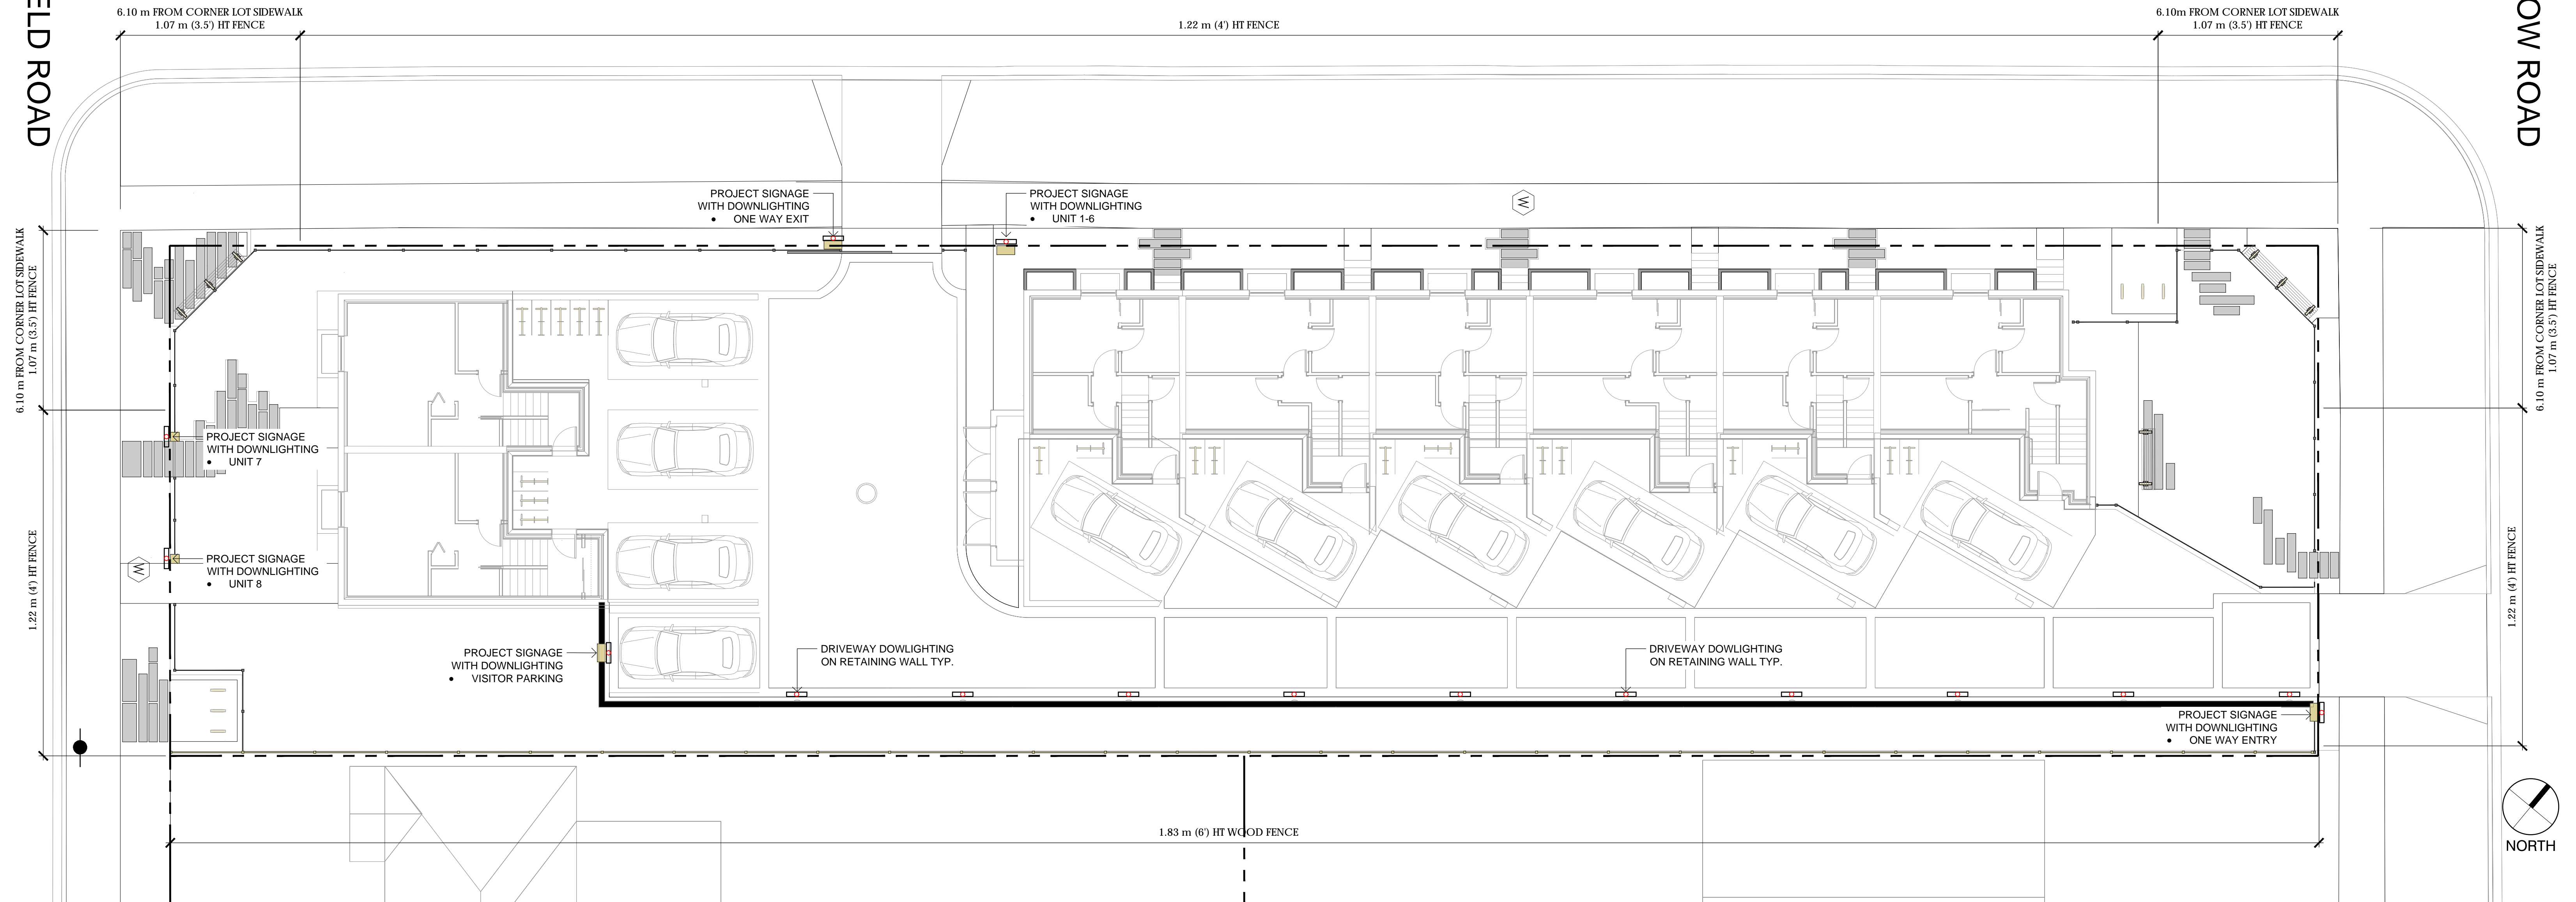 6.10 m FROM CORNER LOT SIDEWALK
1.07 m (3.5') HT FENCE
1.22 m (4') HT FENCE
6.10m FROM CORNER LOT SIDEWALK
1.07 m (3.5') HT FENCE
ELD ROAD
OW ROAD
PROJECT SIGNAGE
WITH DOWNLIGHTING
• ONE WAY EXIT
PROJECT SIGNAGE
WITH DOWNLIGHTING
• UNIT 1-6
W
6.10 m FROM CORNER LOT SIDEWALK
1.07 m (3.5') HT FENCE
6.10 m FROM CORNER LOT SIDEWALK
1.07 m (3.5') HT FENCE
PROJECT SIGNAGE
WITH DOWNLIGHTING
• UNIT 7
PROJECT SIGNAGE
WITH DOWNLIGHTING
• UNIT 8
W
1.22 m (4') HT FENCE
1.22 m (4') HT FENCE
PROJECT SIGNAGE
WITH DOWNLIGHTING
• VISITOR PARKING
DRIVEWAY DOWLIGHTING
ON RETAINING WALL TYP.
DRIVEWAY DOWLIGHTING
ON RETAINING WALL TYP.
PROJECT SIGNAGE
WITH DOWNLIGHTING
• ONE WAY ENTRY
1.83 m (6') HT WOOD FENCE
NORTH